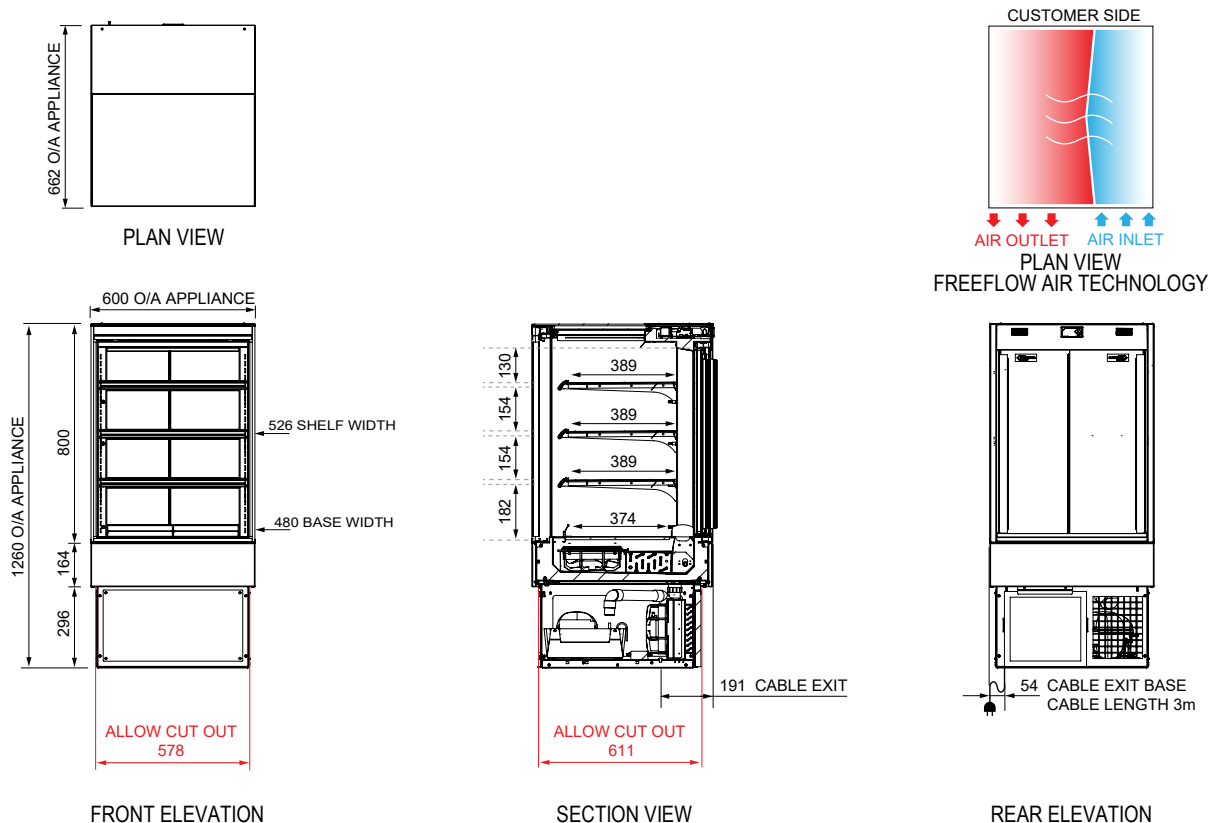 CUSTOMER SIDE
662 O/A APPLIANCE
AIR OUTLET
AIR INLET
PLAN VIEW
PLAN VIEW
FREEFLOW AIR TECHNOLOGY
600 O/A APPLIANCE
1260 O/A APPLIANCE
800
164
296
526 SHELF WIDTH
480 BASE WIDTH
ALLOW CUT OUT
578
FRONT ELEVATION
130
154
154
182
389
389
389
374
191 CABLE EXIT
ALLOW CUT OUT
611
SECTION VIEW
54 CABLE EXIT BASE
CABLE LENGTH 3m
REAR ELEVATION